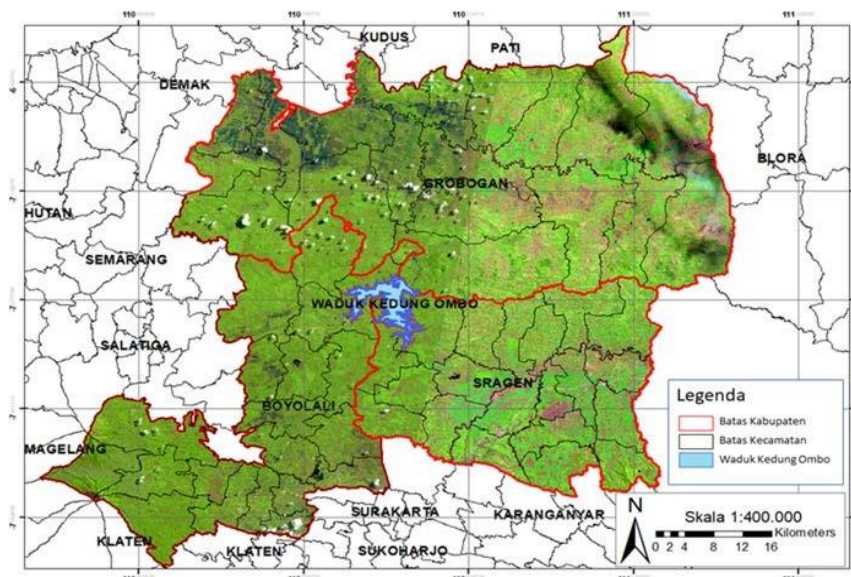 110
110
110
111
111
KUDUS
PATI
DEMAK
BLORA
GROBOGAN
HUTAN
SEMARANG
WADUK KEDUNG OMBO
SALATIGA
SRAGEN
BOYOLALI
MAGELANG
SURAKARTA
KARANGANYAR
KLATEN
KLATEN
SUKOHARJO
Legenda
Batas Kabupaten
Batas Kecamatan
Waduk Kedung Ombo
N
Skala 1:400.000
Kilometers
0 2 4 8 12 16